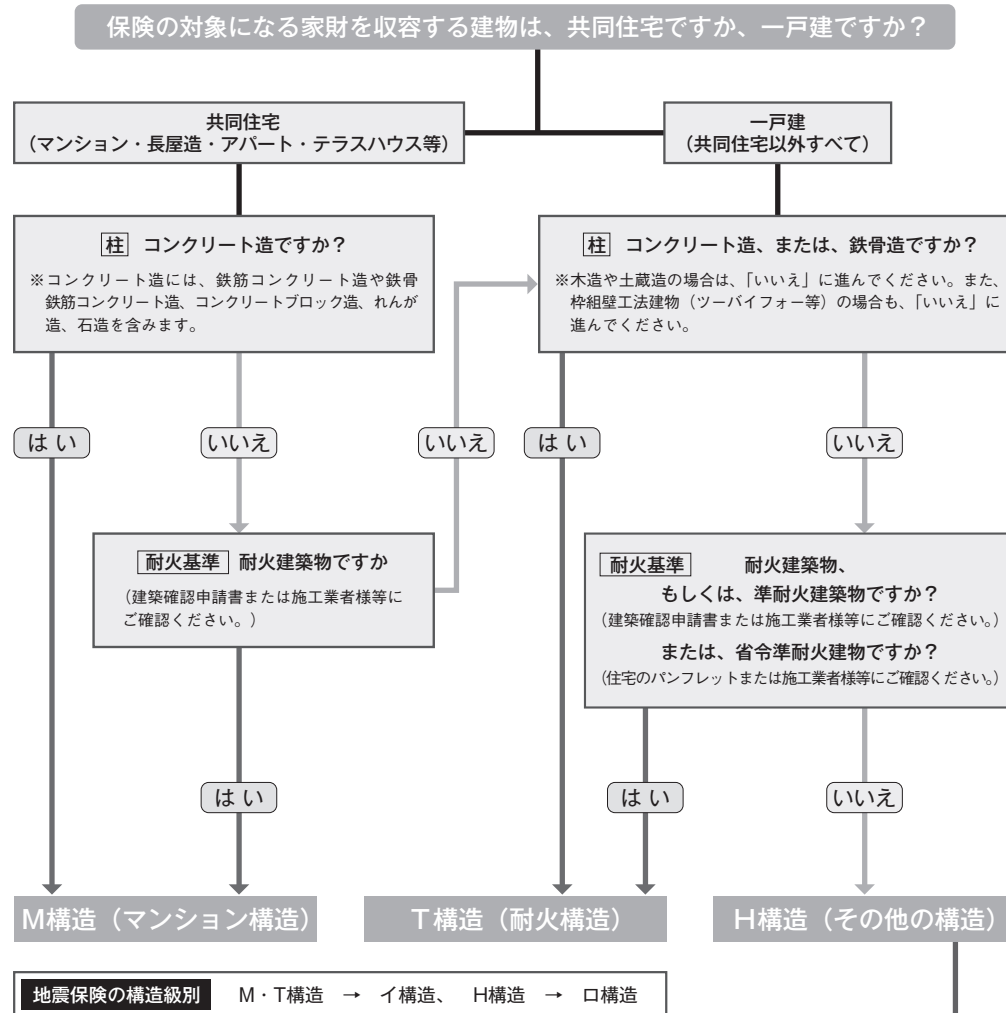 保険の対象になる家財を収容する建物は、共同住宅ですか、一戸建ですか？
共同住宅
（マンション・長屋造・アパート・テラスハウス等）
一戸建
（共同住宅以外すべて）
柱 コンクリート造ですか？
※コンクリート造には、鉄筋コンクリート造や鉄骨
鉄筋コンクリート造、コンクリートブロック造、れんが
造、石造を含みます。
柱 コンクリート造、または、鉄骨造ですか？
※木造や土蔵造の場合は、「いいえ」に進んでください。また、
枠組壁工法建物（ツーバイフォー等）の場合も、「いいえ」に
進んでください。
はい
いいえ
いいえ
はい
いいえ
耐火基準 耐火建築物ですか
（建築確認申請書または施工業者様等に
ご確認ください。）
耐火基準 耐火建築物、
もしくは、準耐火建築物ですか？
（建築確認申請書または施工業者様等にご確認ください。）
または、省令準耐火建物ですか？
（住宅のパンフレットまたは施工業者様等にご確認ください。）
はい
はい
いいえ
M構造（マンション構造）
T構造（耐火構造）
H構造（その他の構造）
地震保険の構造級別 M・T構造 → イ構造、 H構造 → ロ構造